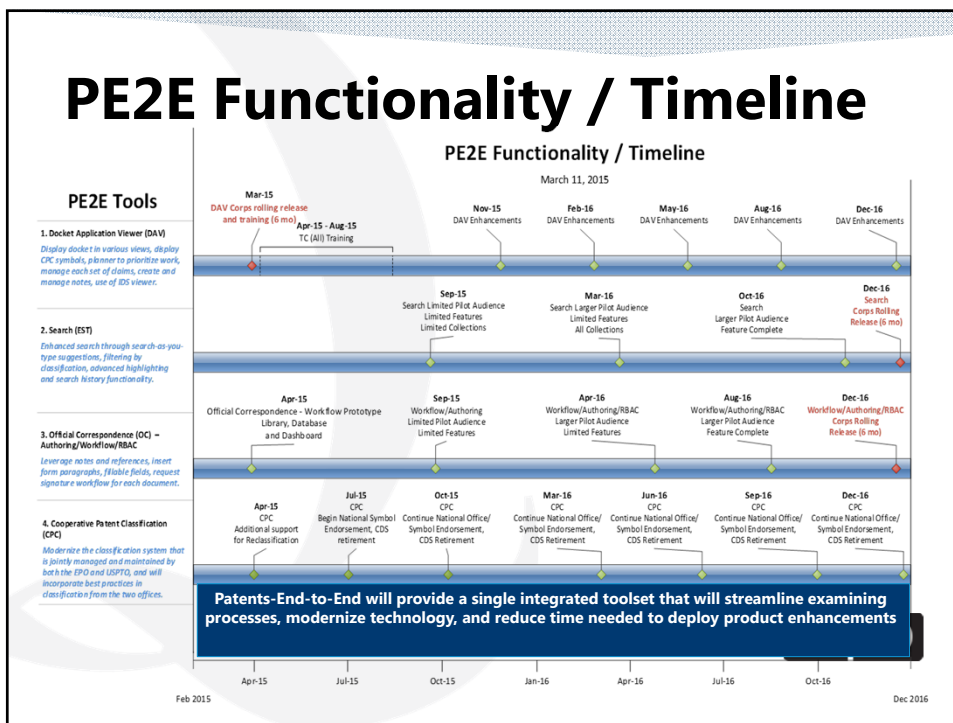 PE2E Functionality / Timeline
PE2E Functionality / Timeline
March 11, 2015
PE2E Tools
1. Docket Application Viewer (DAV)
Display docket in various views, display
CPC symbols, planner to prioritize work,
manage each set of claims, create and
manage notes, use of IDS viewer.
Mar-15
DAV Corps rolling release
and training (6 mo)
Apr-15 - Aug-15
TC (All) Training
Nov-15
DAV Enhancements
Feb-16
DAV Enhancements
May-16
DAV Enhancements
Aug-16
DAV Enhancements
Dec-16
DAV Enhancements
2. Search (EST)
Enhanced search through search-as-you-
type suggestions, filtering by
classification, advanced highlighting
and search history functionality.
Sep-15
Search Limited Pilot Audience
Limited Features
Limited Collections
Mar-16
Search Larger Pilot Audience
Limited Features
All Collections
Oct-16
Search
Larger Pilot Audience
Feature Complete
Dec-16
Search
Corps Rolling
Release (6 mo)
3. Official Correspondence (OC) –
Authoring/Workflow/RBAC
Leverage notes and references, insert
form paragraphs, fillable fields, request
signature workflow for each document.
Apr-15
Official Correspondence - Workflow Prototype
Library, Database
and Dashboard
Sep-15
Workflow/Authoring
Limited Pilot Audience
Limited Features
Apr-16
Workflow/Authoring/RBAC
Larger Pilot Audience
Limited Features
Aug-16
Workflow/Authoring/RBAC
Larger Pilot Audience
Feature Complete
Dec-16
Workflow/Authoring/RBAC
Corps Rolling
Release (6 mo)
4. Cooperative Patent Classification
(CPC)
Modernize the classification system that
is jointly managed and maintained by
both the EPO and USPTO, and will
incorporate best practices in
classification from the two offices.
Apr-15
CPC
Additional support
for Reclassification
Jul-15
CPC
Begin National Symbol
Endorsement, CDS
retirement
Oct-15
CPC
Continue National Office/
Symbol Endorsement,
CDS Retirement
Mar-16
CPC
Continue National Office/
Symbol Endorsement,
CDS Retirement
Jun-16
CPC
Continue National Office/
Symbol Endorsement,
CDS Retirement
Sep-16
CPC
Continue National Office/
Symbol Endorsement,
CDS Retirement
Dec-16
CPC
Continue National Office/
Symbol Endorsement,
CDS Retirement
Patents-End-to-End will provide a single integrated toolset that will streamline examining
processes, modernize technology, and reduce time needed to deploy product enhancements
Apr-15
Jul-15
Oct-15
Jan-16
Apr-16
Jul-16
Oct-16
Feb 2015
Dec 2016